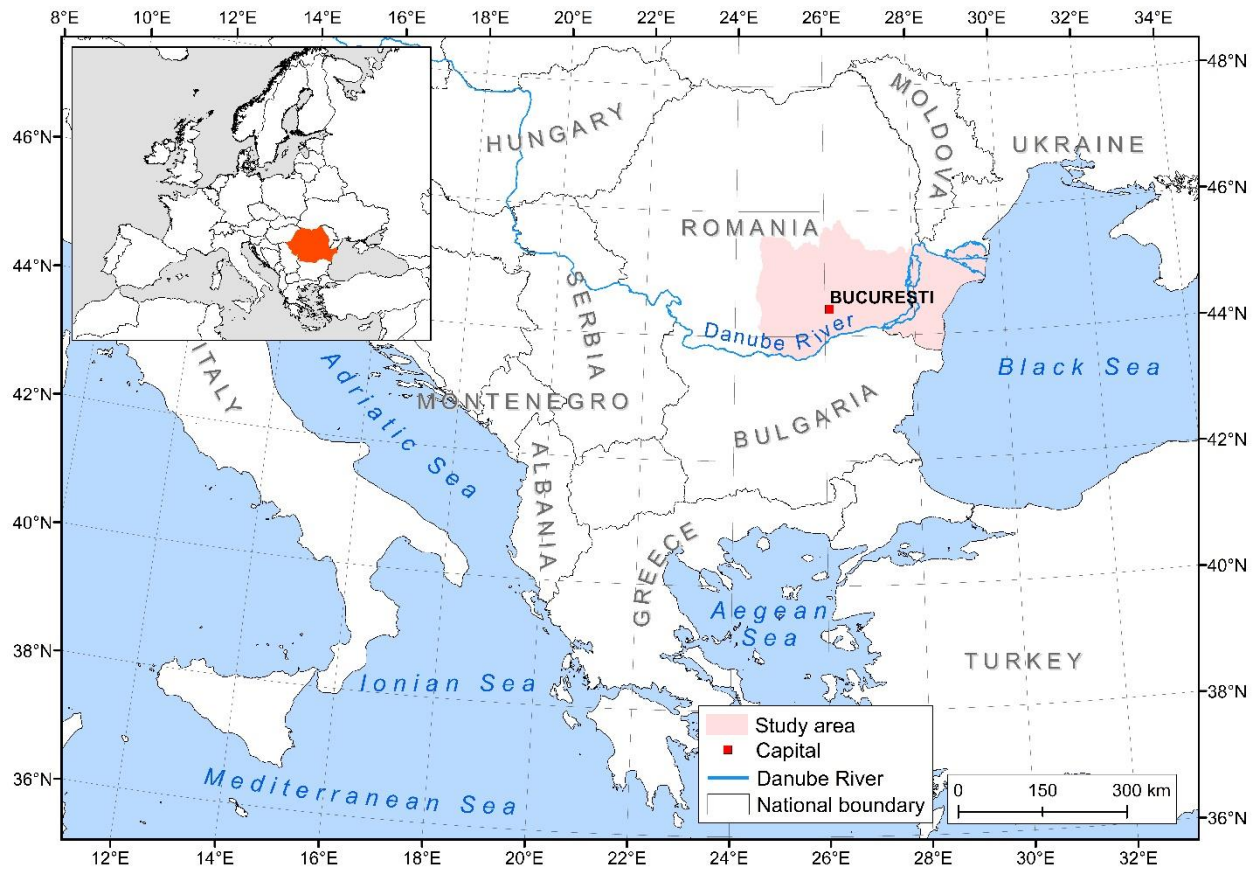 8°E 10°E 12°E 14°E 16°E 18°E 20°E 22°E 24°E 26°E 28°E 30°E 32°E 34°E
48°N
46°N
44°N
42°N
40°N
38°N
36°N
48°N
46°N
44°N
42°N
40°N
38°N
36°N
HUNGARY
MOLDOVA
UKRAINE
ROMANIA
BUCUREȘTI
Danube River
SERBIA
Black Sea
ITALY
Adriatic Sea
MONTENEGRO
BULGARIA
ALBANIA
GREECE
Aegean
Sea
TURKEY
Ionian Sea
Mediterranean Sea
Study area
Capital
Danube River
National boundary
0 150 300 km
12°E 14°E 16°E 18°E 20°E 22°E 24°E 26°E 28°E 30°E 32°E